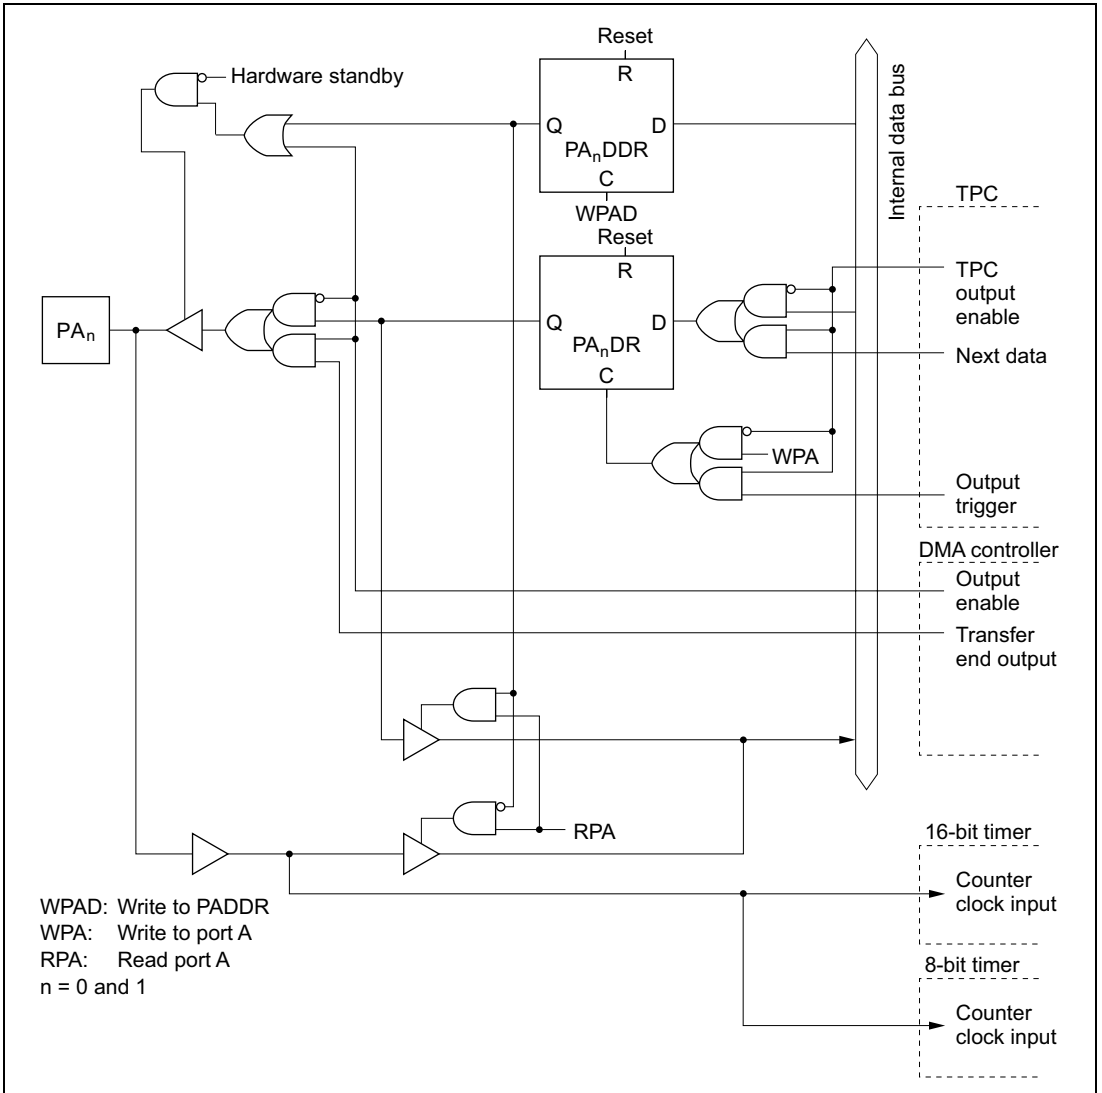 Reset
Hardware standby
R
Q
D
PAnDDR
C
WPAD
Internal data bus
TPC
Reset
R
TPC
output
enable
PAn
Q
D
PAnDR
C
Next data
WPA
Output
trigger
DMA controller
Output
enable
Transfer
end output
RPA
16-bit timer
Counter
clock input
WPAD: Write to PADDR
WPA: Write to port A
RPA: Read port A
n = 0 and 1
8-bit timer
Counter
clock input